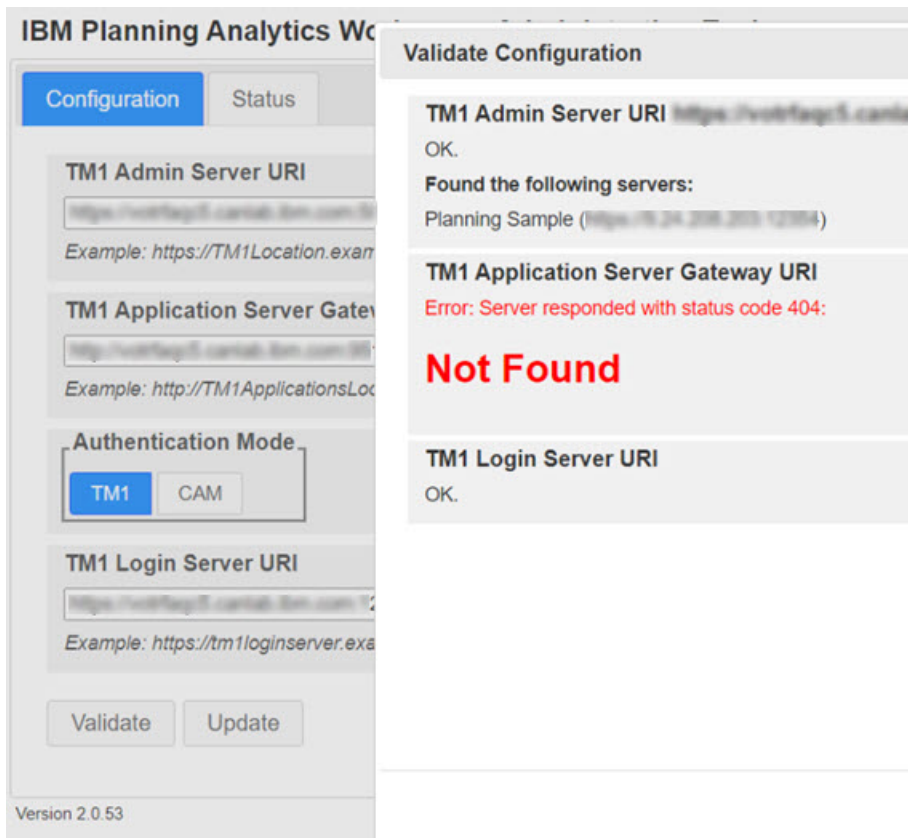 IBM Planning Analytics
Configuration
Status
TM1 Admin Server URI
Example: https://TM1Location.exam
TM1 Application Server Gatew
Example: http://TM1ApplicationsLoc
Authentication Mode
TM1
CAM
TM1 Login Server URI
Example: https://tm1loginserver.exa
Validate
Update
Version 2.0.53
Validate Configuration
TM1 Admin Server URI
OK.
Found the following servers:
Planning Sample (
)
TM1 Application Server Gateway URI
Error: Server responded with status code 404:
Not Found
TM1 Login Server URI
OK.